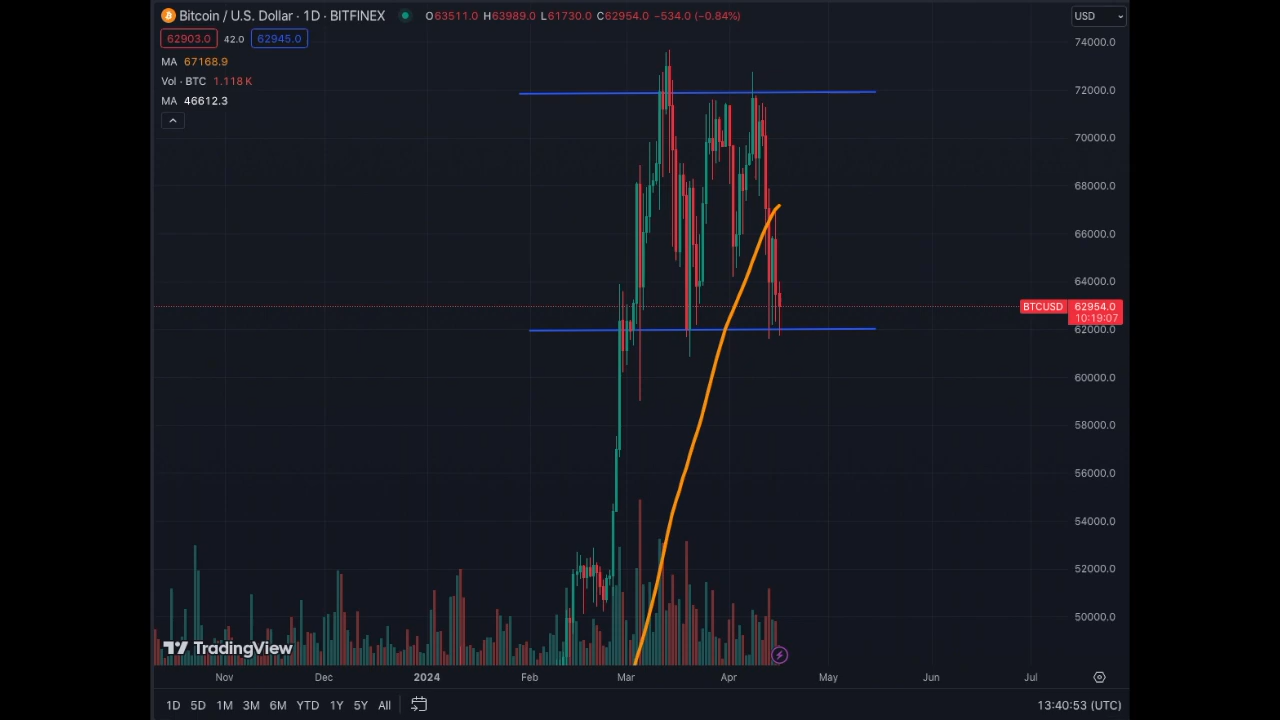 Bitcoin / U.S. Dollar · 1D · BITFINEX O63511.0 H63989.0 L61730.0 C62954.0 −534.0 (−0.84%) USD
62903.0 42.0 62945.0
MA 67168.9
Vol · BTC 1.118 K
MA 46612.3
74000.0
72000.0
70000.0
68000.0
66000.0
64000.0
BTCUSD 62954.0
10:19:07
62000.0
60000.0
58000.0
56000.0
54000.0
52000.0
50000.0
TradingView
Nov Dec 2024 Feb Mar Apr May Jun Jul
1D 5D 1M 3M 6M YTD 1Y 5Y All 13:40:53 (UTC)